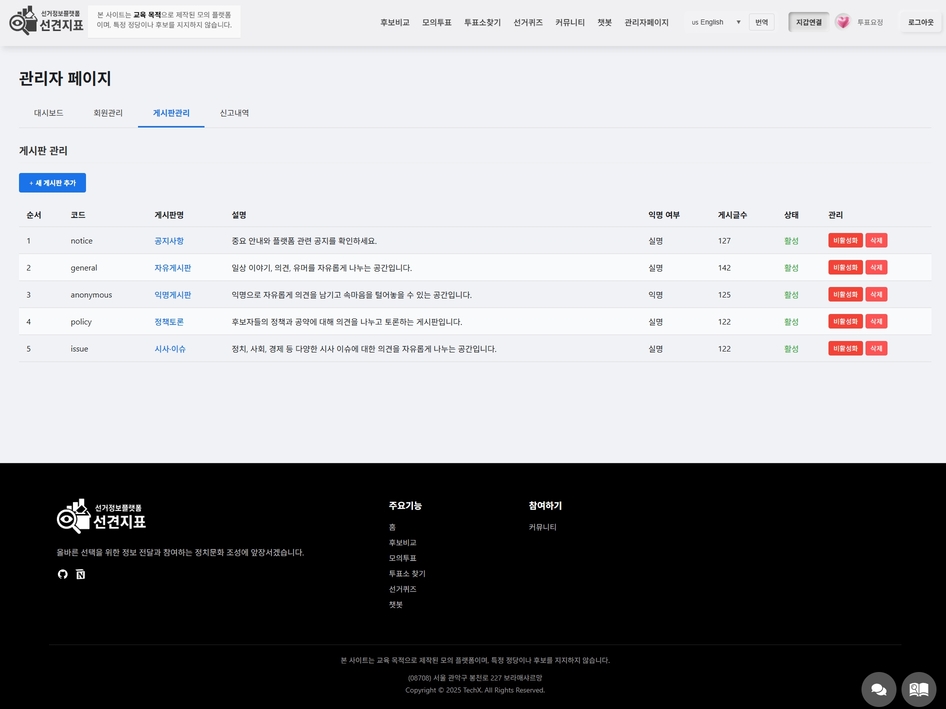 선거정보플랫폼
선견지표
본 사이트는 교육 목적으로 제작된 모의 플랫폼
이며, 특정 정당이나 후보를 지지하지 않습니다.
후보비교 모의투표 투표소찾기 선거퀴즈 커뮤니티 챗봇 관리자페이지 us English ▼ 번역 지갑연결 투표요정 로그아웃
관리자 페이지
대시보드 회원관리 게시판관리 신고내역
게시판 관리
+ 새 게시판 추가
순서 코드 게시판명 설명 익명 여부 게시글수 상태 관리
1 notice 공지사항 중요 안내와 플랫폼 관련 공지를 확인하세요. 실명 127 활성 비활성화 삭제
2 general 자유게시판 일상 이야기, 의견, 유머를 자유롭게 나누는 공간입니다. 실명 142 활성 비활성화 삭제
3 anonymous 익명게시판 익명으로 자유롭게 의견을 남기고 속마음을 털어놓을 수 있는 공간입니다. 익명 125 활성 비활성화 삭제
4 policy 정책토론 후보자들의 정책과 공약에 대해 의견을 나누고 토론하는 게시판입니다. 실명 122 활성 비활성화 삭제
5 issue 시사·이슈 정치, 사회, 경제 등 다양한 시사 이슈에 대한 의견을 자유롭게 나누는 공간입니다. 실명 122 활성 비활성화 삭제
선거정보플랫폼
선견지표
올바른 선택을 위한 정보 전달과 참여하는 정치문화 조성에 앞장서겠습니다.
주요기능
홈
후보비교
모의투표
투표소 찾기
선거퀴즈
챗봇
참여하기
커뮤니티
본 사이트는 교육 목적으로 제작된 모의 플랫폼이며, 특정 정당이나 후보를 지지하지 않습니다.
(08708) 서울 관악구 봉천로 227 보라매샤르망
Copyright © 2025 TechX. All Rights Reserved.